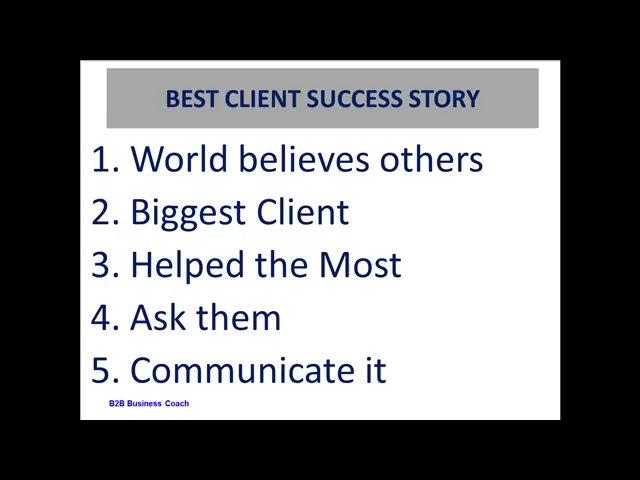 BEST CLIENT SUCCESS STORY
1. World believes others
2. Biggest Client
3. Helped the Most
4. Ask them
5. Communicate it
B2B Business Coach